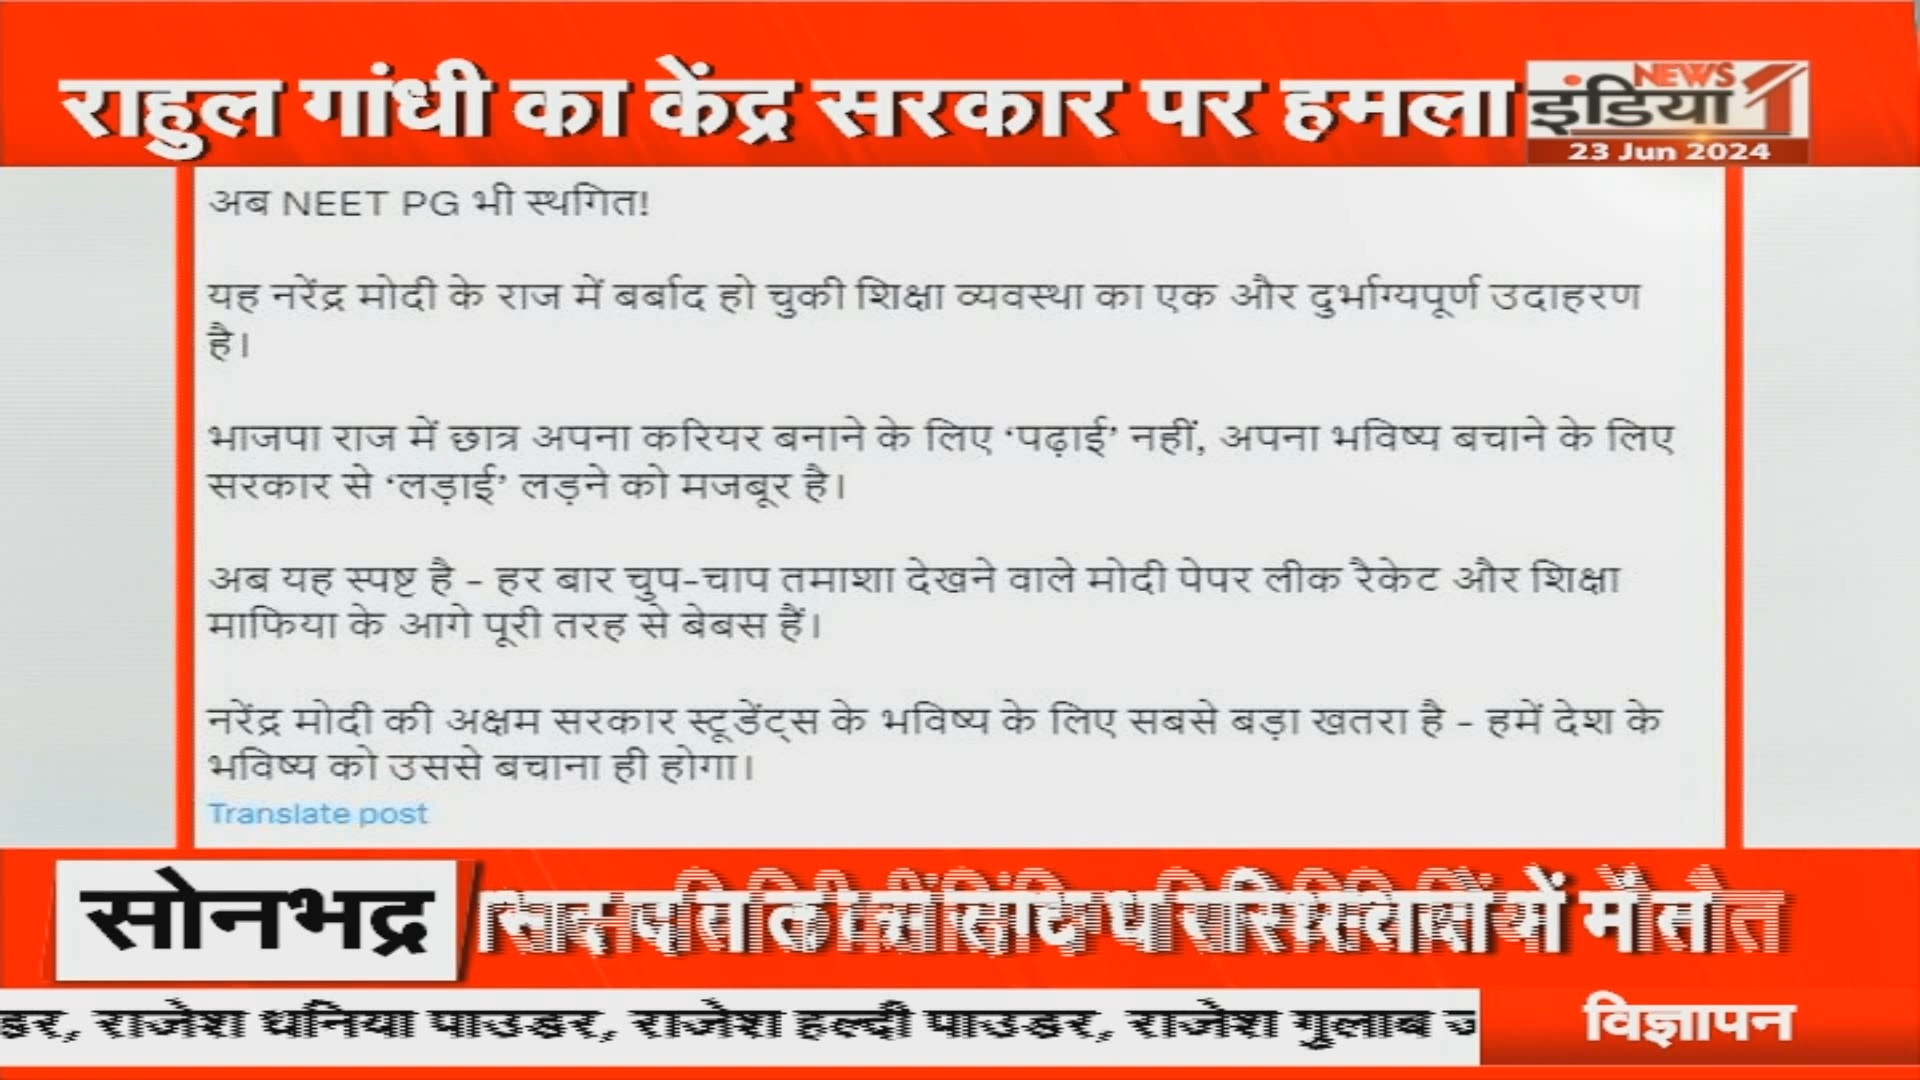 राहुल गांधी का केंद्र सरकार पर हमला
NEWS
इंडिया 1
23 Jun 2024
अब NEET PG भी स्थगित!
यह नरेंद्र मोदी के राज में बर्बाद हो चुकी शिक्षा व्यवस्था का एक और दुर्भाग्यपूर्ण उदाहरण
है।
भाजपा राज में छात्र अपना करियर बनाने के लिए ‘पढ़ाई’ नहीं, अपना भविष्य बचाने के लिए
सरकार से ‘लड़ाई’ लड़ने को मजबूर है।
अब यह स्पष्ट है - हर बार चुप-चाप तमाशा देखने वाले मोदी पेपर लीक रैकेट और शिक्षा
माफिया के आगे पूरी तरह से बेबस हैं।
नरेंद्र मोदी की अक्षम सरकार स्टूडेंट्स के भविष्य के लिए सबसे बड़ा खतरा है - हमें देश के
भविष्य को उससे बचाना ही होगा।
Translate post
सोनभद्र
में मौत
राजेश धनिया पाउडर, राजेश हल्दी पाउडर, राजेश गुलाब
विज्ञापन